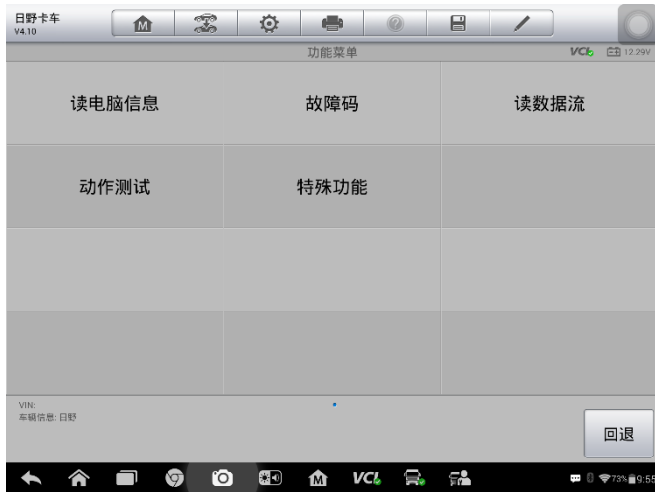 日野卡车
V4.10
功能菜单
VCI 12.29V
读电脑信息 故障码 读数据流
动作测试 特殊功能
VIN:
车辆信息: 日野
回退
VCI 73% 9:55